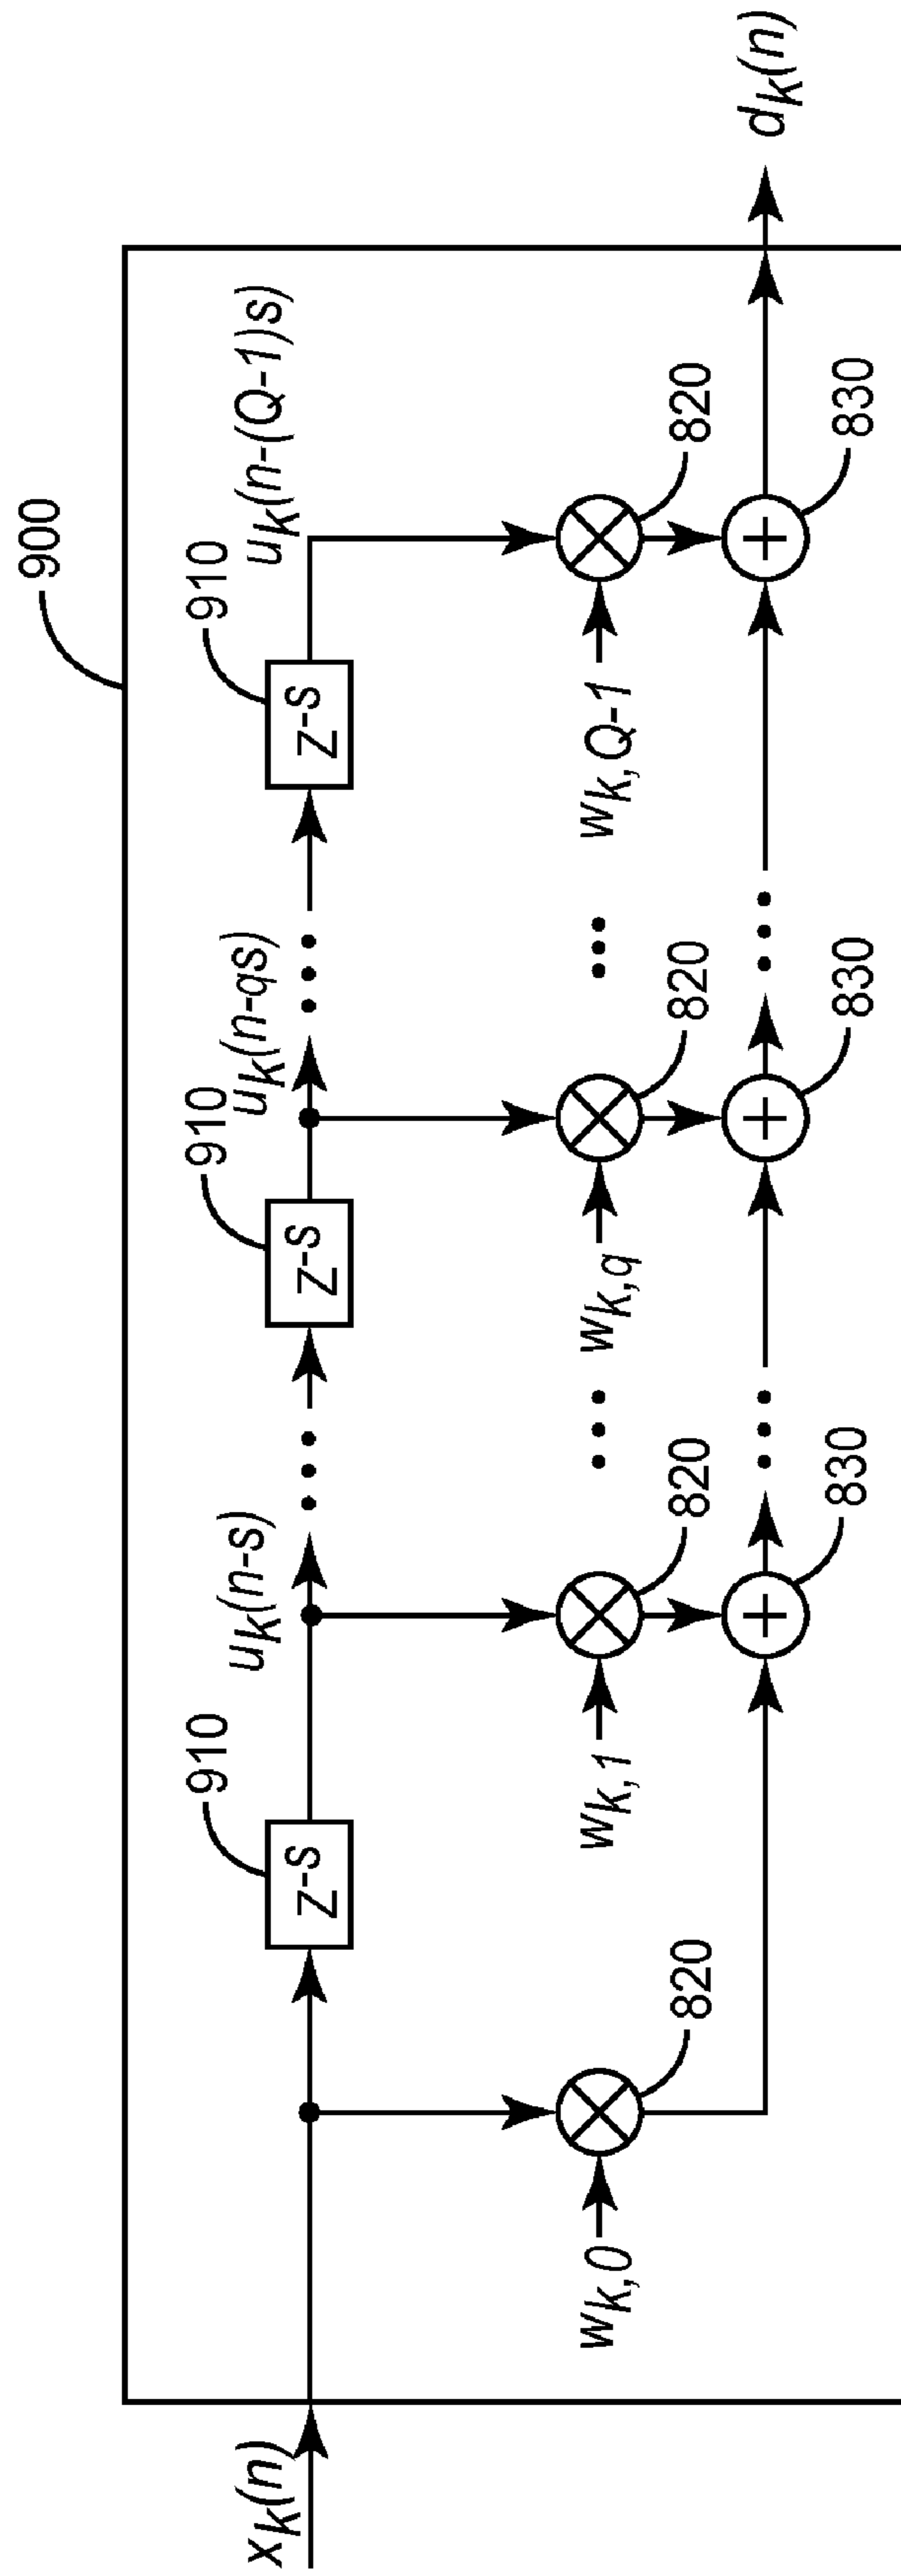 900
910
910
910
x_k(n)
z^-s
u_k(n-s)
z^-s
u_k(n-qs)
z^-s
u_k(n-(Q-1)s)
w_k,0
820
w_k,1
820
w_k,q
820
w_k,Q-1
820
830
830
830
d_k(n)